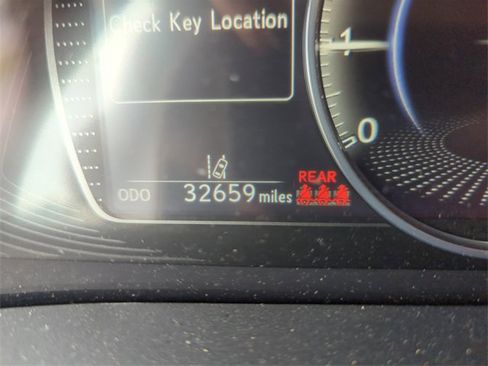 Check Key Location
1
0
REAR
ODO 32659 miles